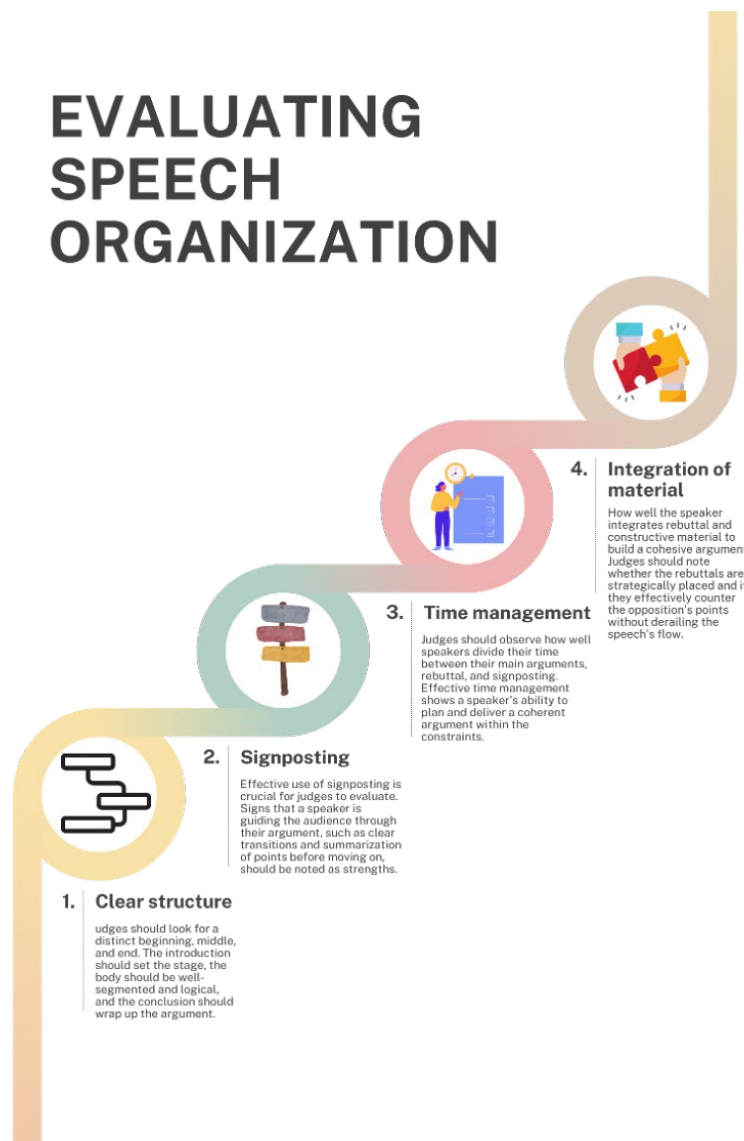 EVALUATING
SPEECH
ORGANIZATION
1. Clear structure
udges should look for a
distinct beginning, middle,
and end. The introduction
should set the stage, the
body should be well-
segmented and logical,
and the conclusion should
wrap up the argument.
2. Signposting
Effective use of signposting is
crucial for judges to evaluate.
Signs that a speaker is
guiding the audience through
their argument, such as clear
transitions and summarization
of points before moving on,
should be noted as strengths.
3. Time management
Judges should observe how well
speakers divide their time
between their main arguments,
rebuttal, and signposting.
Effective time management
shows a speaker's ability to
plan and deliver a coherent
argument within the
constraints.
4. Integration of
material
How well the speaker
integrates rebuttal and
constructive material to
build a cohesive argument
Judges should note
whether the rebuttals are
strategically placed and i
they effectively counter
the opposition's points
without derailing the
speech's flow.